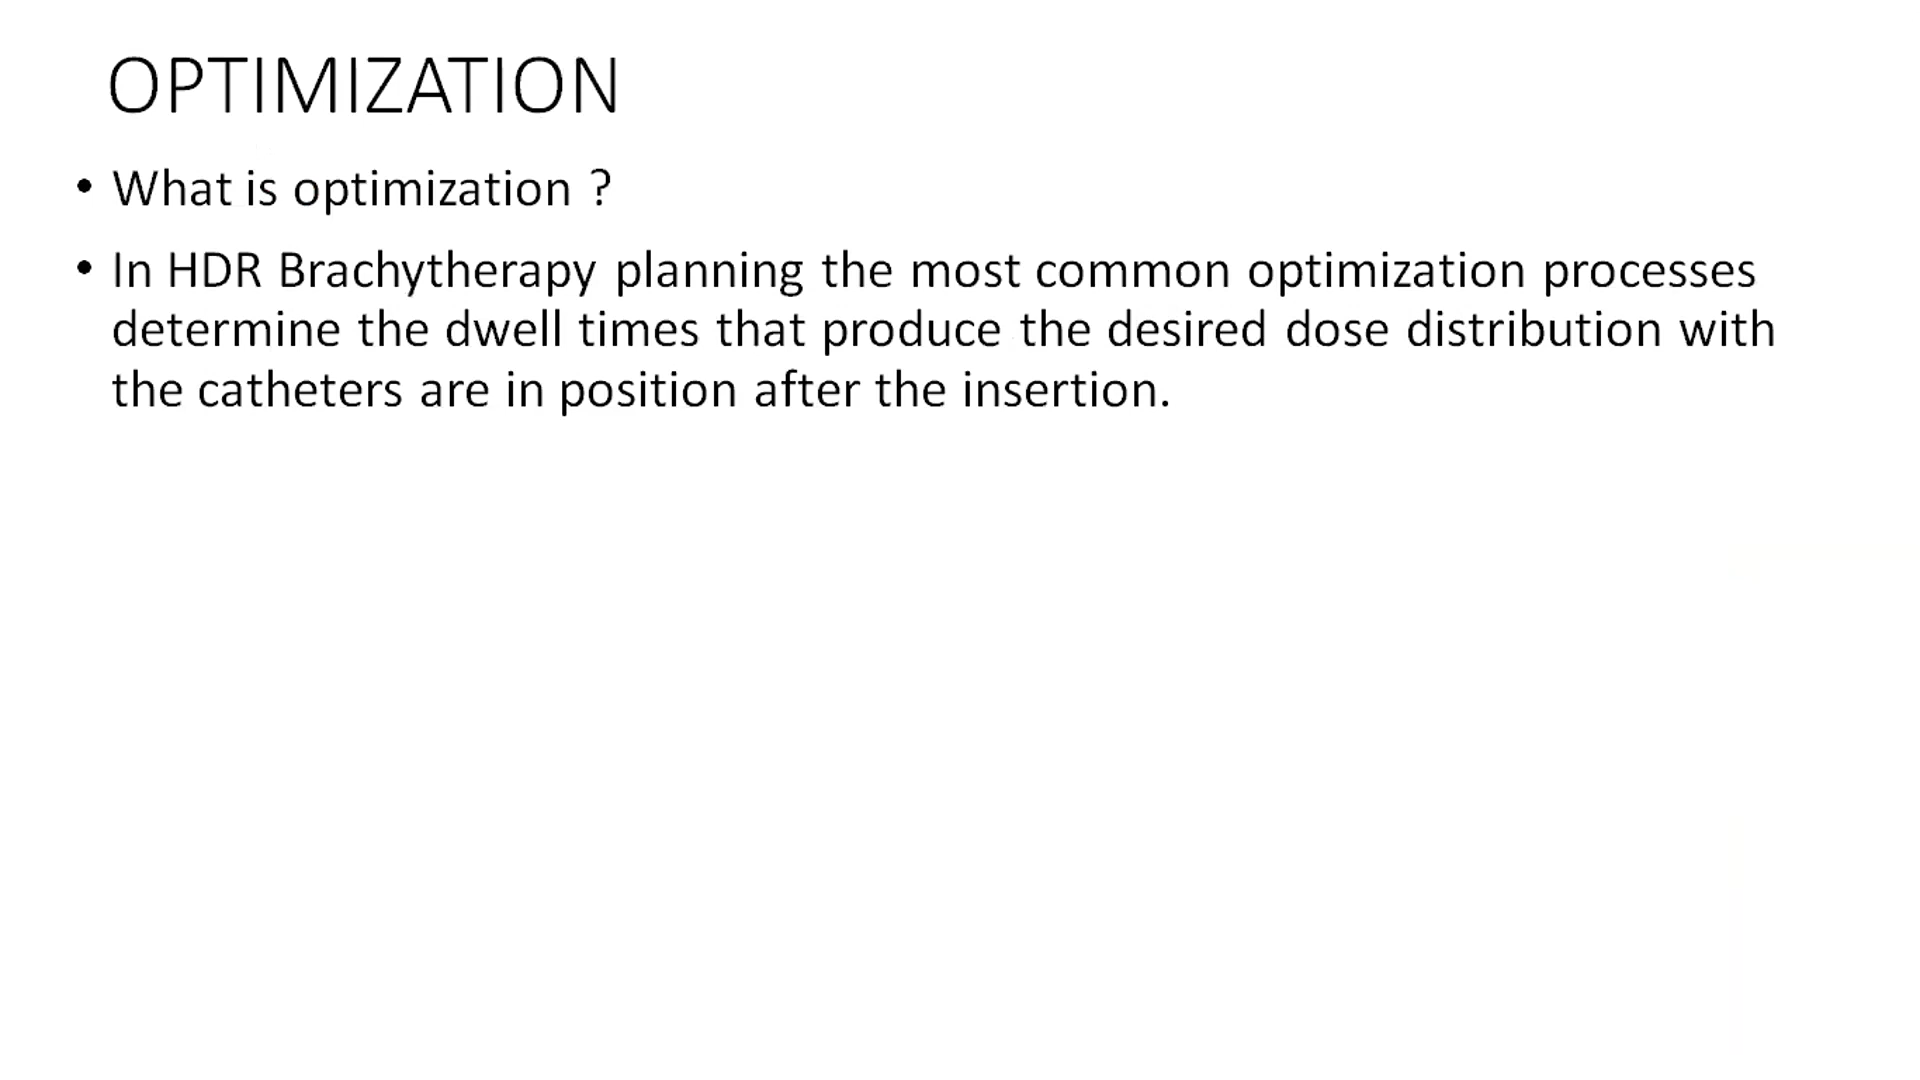 OPTIMIZATION
• What is optimization ?
• In HDR Brachytherapy planning the most common optimization processes
determine the dwell times that produce the desired dose distribution with
the catheters are in position after the insertion.